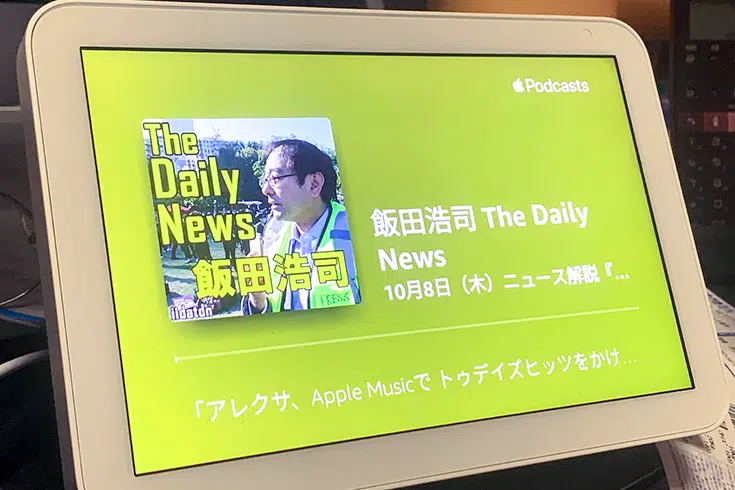 Podcasts
The
Daily
News
飯田浩司
PRESS
飯田浩司 The Daily
News
10月8日（木）ニュース解説『...
「アレクサ、Apple Musicで トゥデイズヒッツをかけ...